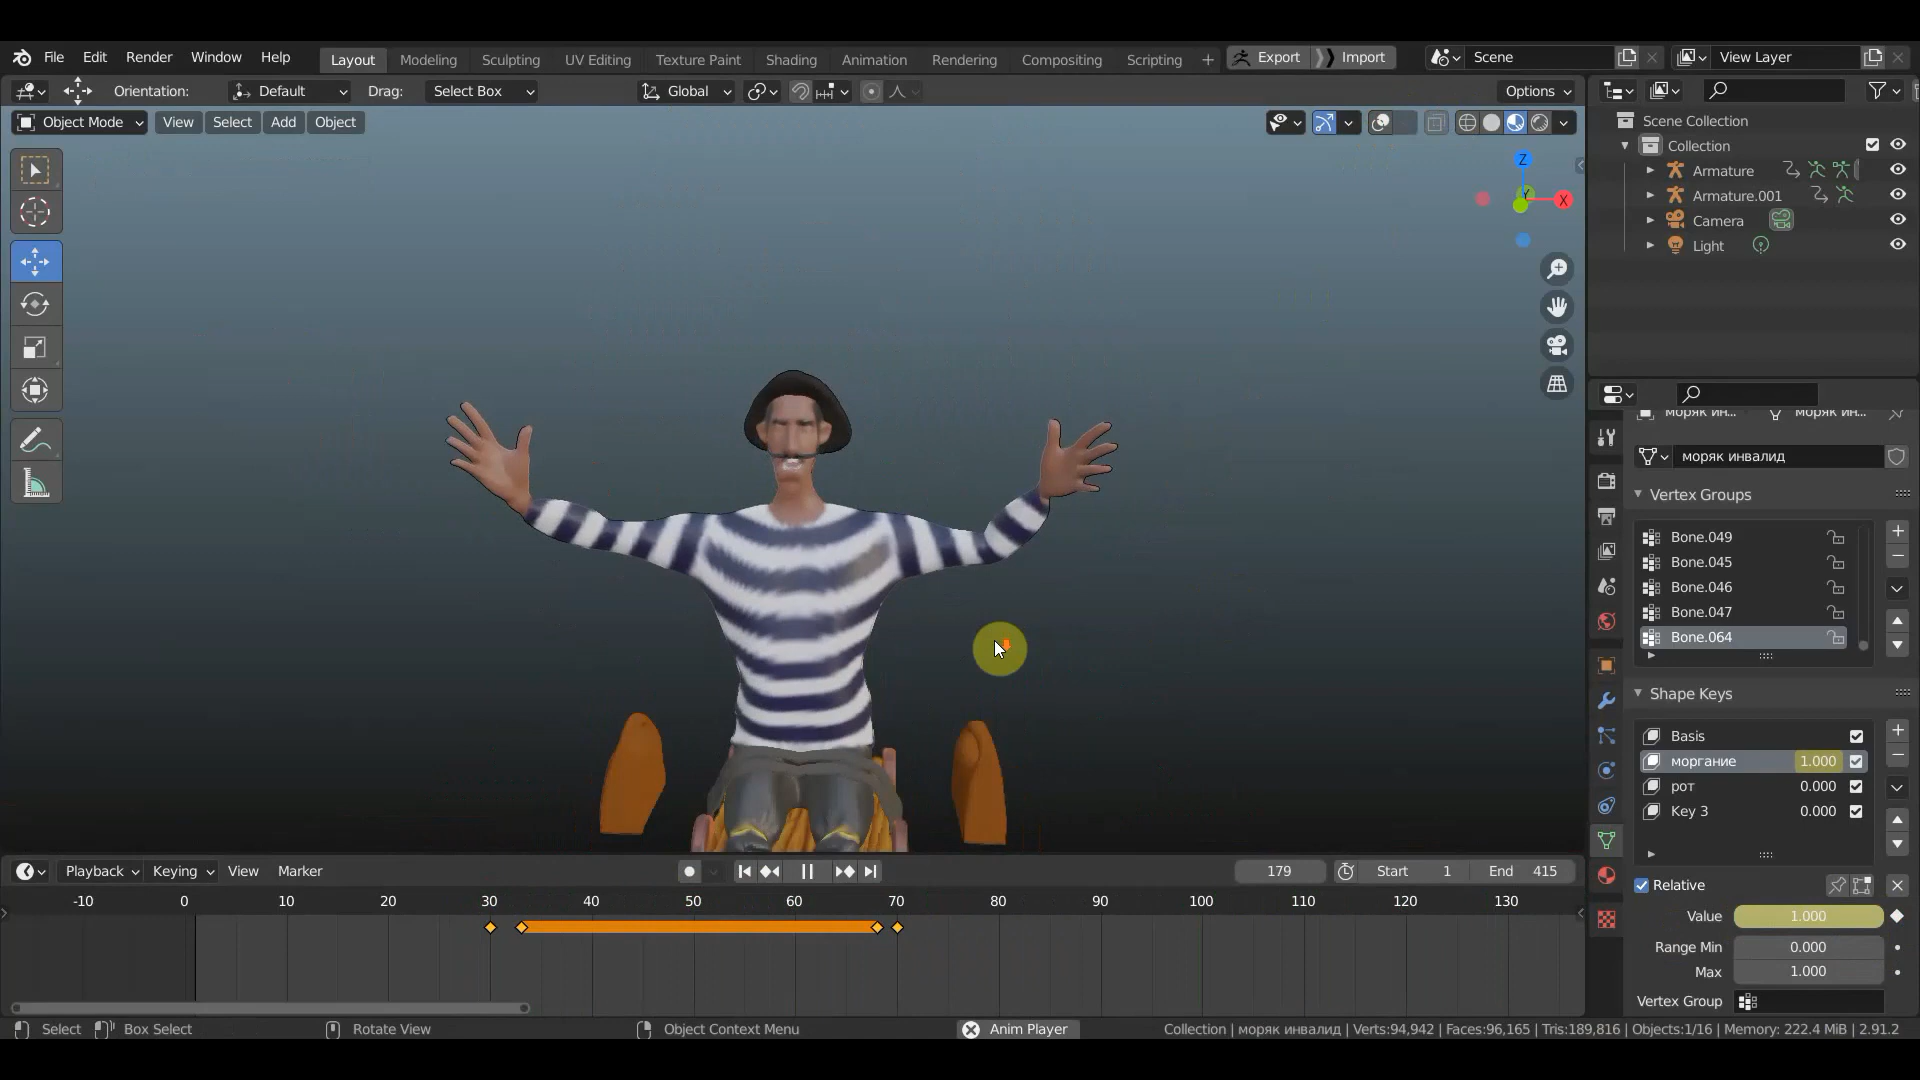 File Edit Render Window Help Layout Modeling Sculpting UV Editing Texture Paint Shading Animation Rendering Compositing Scripting + Export Import Scene View Layer
Orientation: Default Drag: Select Box Global Options
Object Mode View Select Add Object
Z
Y
X
Scene Collection
Collection
Armature
Armature.001
Camera
Light
моряк ин... моряк ин...
моряк инвалид
Vertex Groups
Bone.049
Bone.045
Bone.046
Bone.047
Bone.064
Shape Keys
Basis
моргание 1.000
рот 0.000
Key 3 0.000
Relative
Value 1.000
Range Min 0.000
Max 1.000
Vertex Group
Playback Keying View Marker 179 Start 1 End 415
-10 0 10 20 30 40 50 60 70 80 90 100 110 120 130
Select Box Select Rotate View Object Context Menu Anim Player Collection | моряк инвалид | Verts:94,942 | Faces:96,165 | Tris:189,816 | Objects:1/16 | Memory: 222.4 MiB | 2.91.2